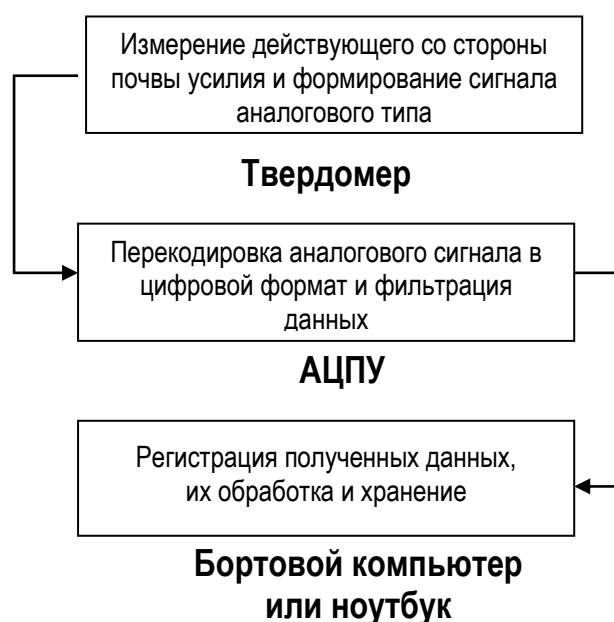 Измерение действующего со стороны
почвы усилия и формирование сигнала
аналогового типа
Твердомер
Перекодировка аналогового сигнала в
цифровой формат и фильтрация
данных
АЦПУ
Регистрация полученных данных,
их обработка и хранение
Бортовой компьютер
или ноутбук